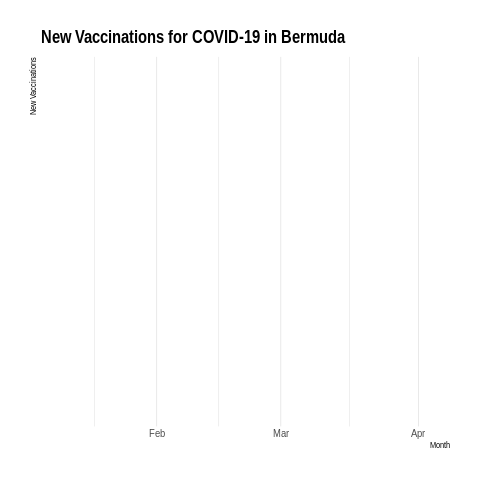 New Vaccinations for COVID-19 in Bermuda
New Vaccinations
Feb Mar Apr
Month